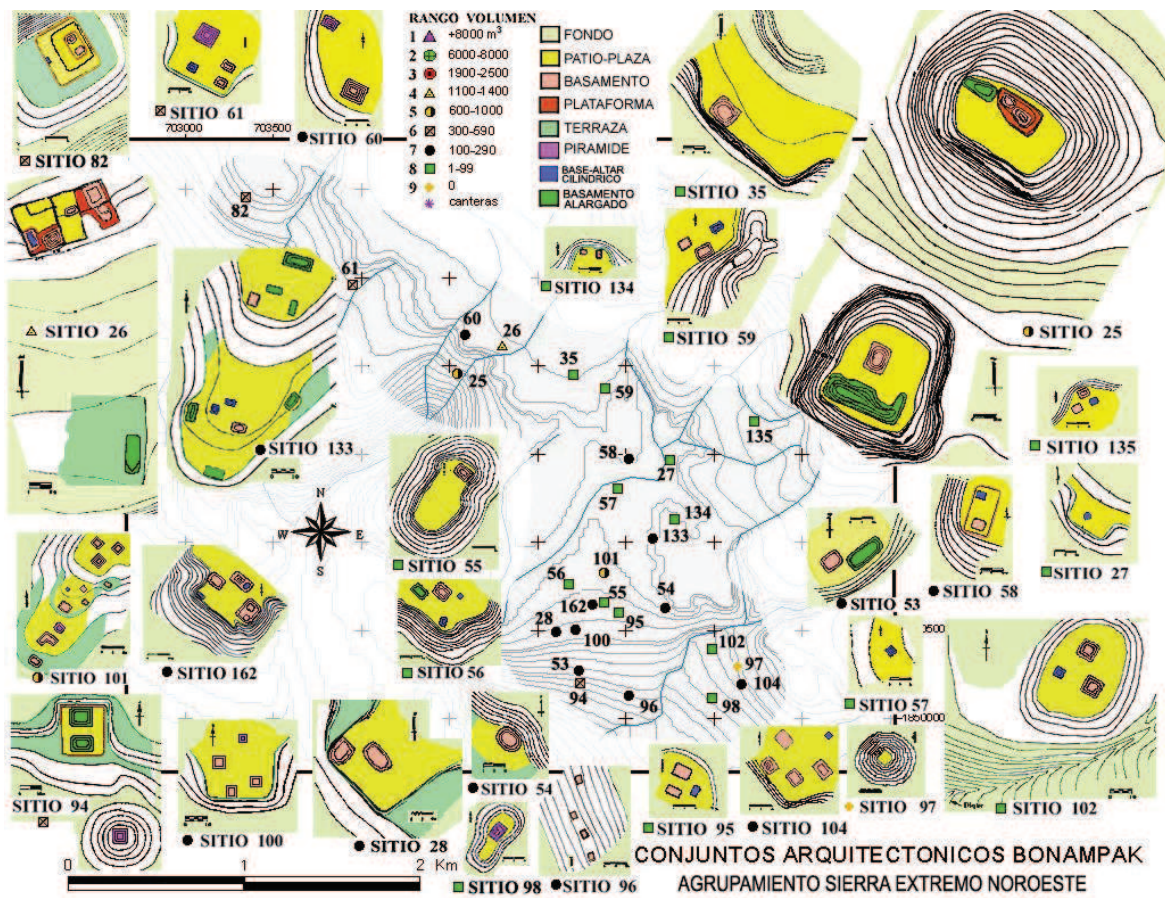 RANGO VOLUMEN
1 +8000 m³
2 6000-8000
3 1900-2500
4 1100-1400
5 600-1000
6 300-590
7 100-290
8 1-99
9 0
canteras
FONDO
PATIO-PLAZA
BASAMENTO
PLATAFORMA
TERRAZA
PIRAMIDE
BASE-ALTAR
CILINDRICO
BASAMENTO
ALARGADO
SITIO 82
SITIO 61
SITIO 60
703000 703500
SITIO 35
SITIO 25
SITIO 26
SITIO 133
SITIO 134
SITIO 59
SITIO 135
82
61
60
26
25
35
59
135
58
27
57
134
133
101
56
55
162
95
54
28
100
102
53
94
97
104
96
98
N
W E
S
SITIO 55
SITIO 53
SITIO 58
SITIO 27
SITIO 101
SITIO 162
SITIO 56
SITIO 57
3500
1850000
SITIO 94
SITIO 100
SITIO 28
SITIO 54
SITIO 98
SITIO 96
SITIO 95
SITIO 104
SITIO 97
SITIO 102
Dique
0 1 2 Km
CONJUNTOS ARQUITECTONICOS BONAMPAK
AGRUPAMIENTO SIERRA EXTREMO NOROESTE